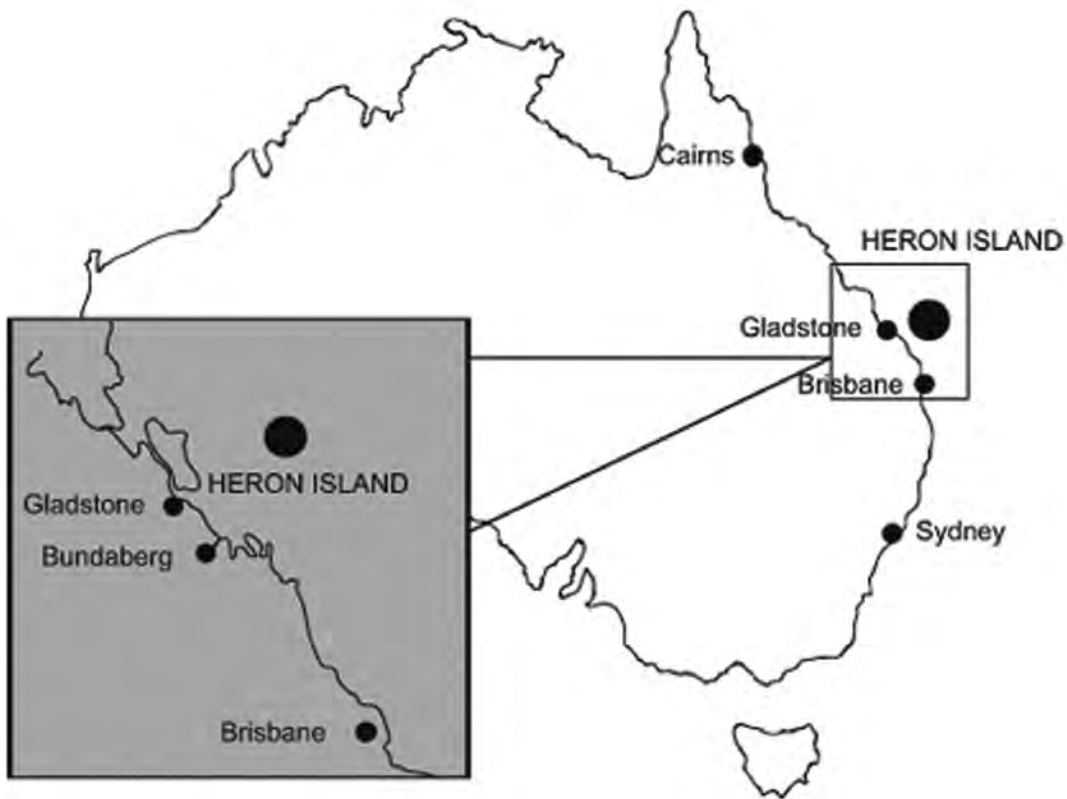 Cairns
HERON ISLAND
Gladstone
Brisbane
HERON ISLAND
Gladstone
Bundaberg
Sydney
Brisbane